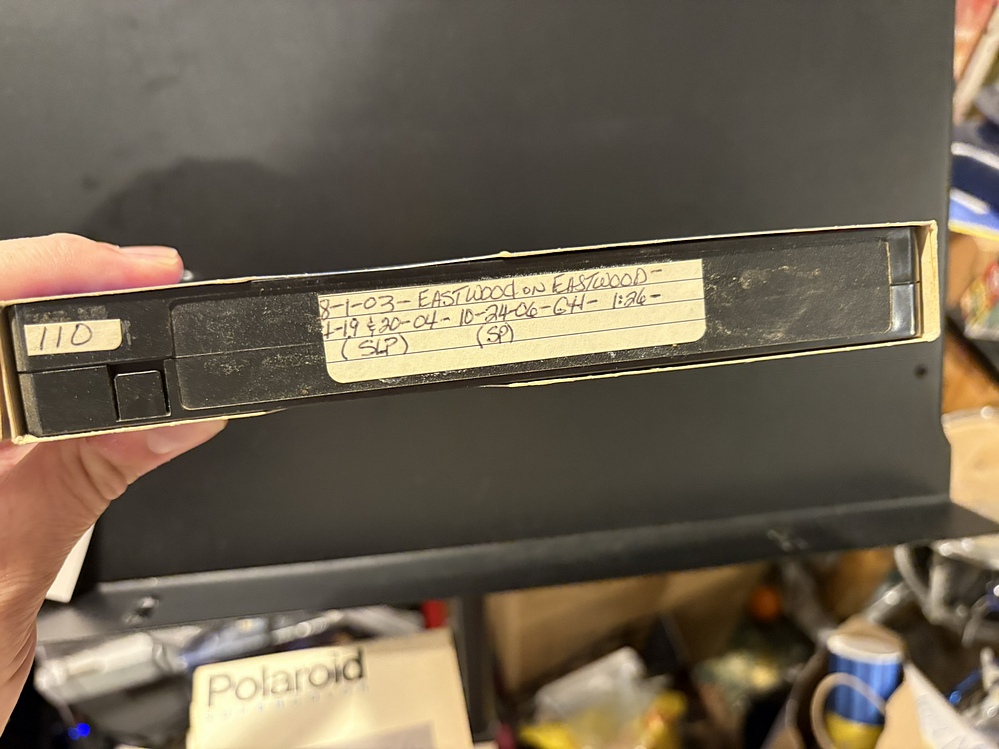 110
8-1-03- EASTWOOD ON EASTWOOD-
1-19 & 20-04- 10-24-06- GH- 1:26-
(SLP) (SP)
Polaroid